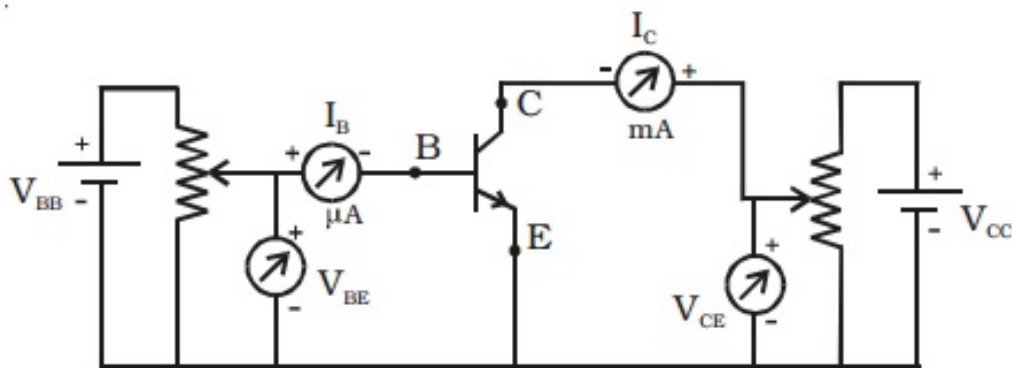 I_C
- +
C
mA
I_B
+ -
B
μA
+
V_BB
-
+
V_BE
-
E
+
V_CE
-
+
V_CC
-